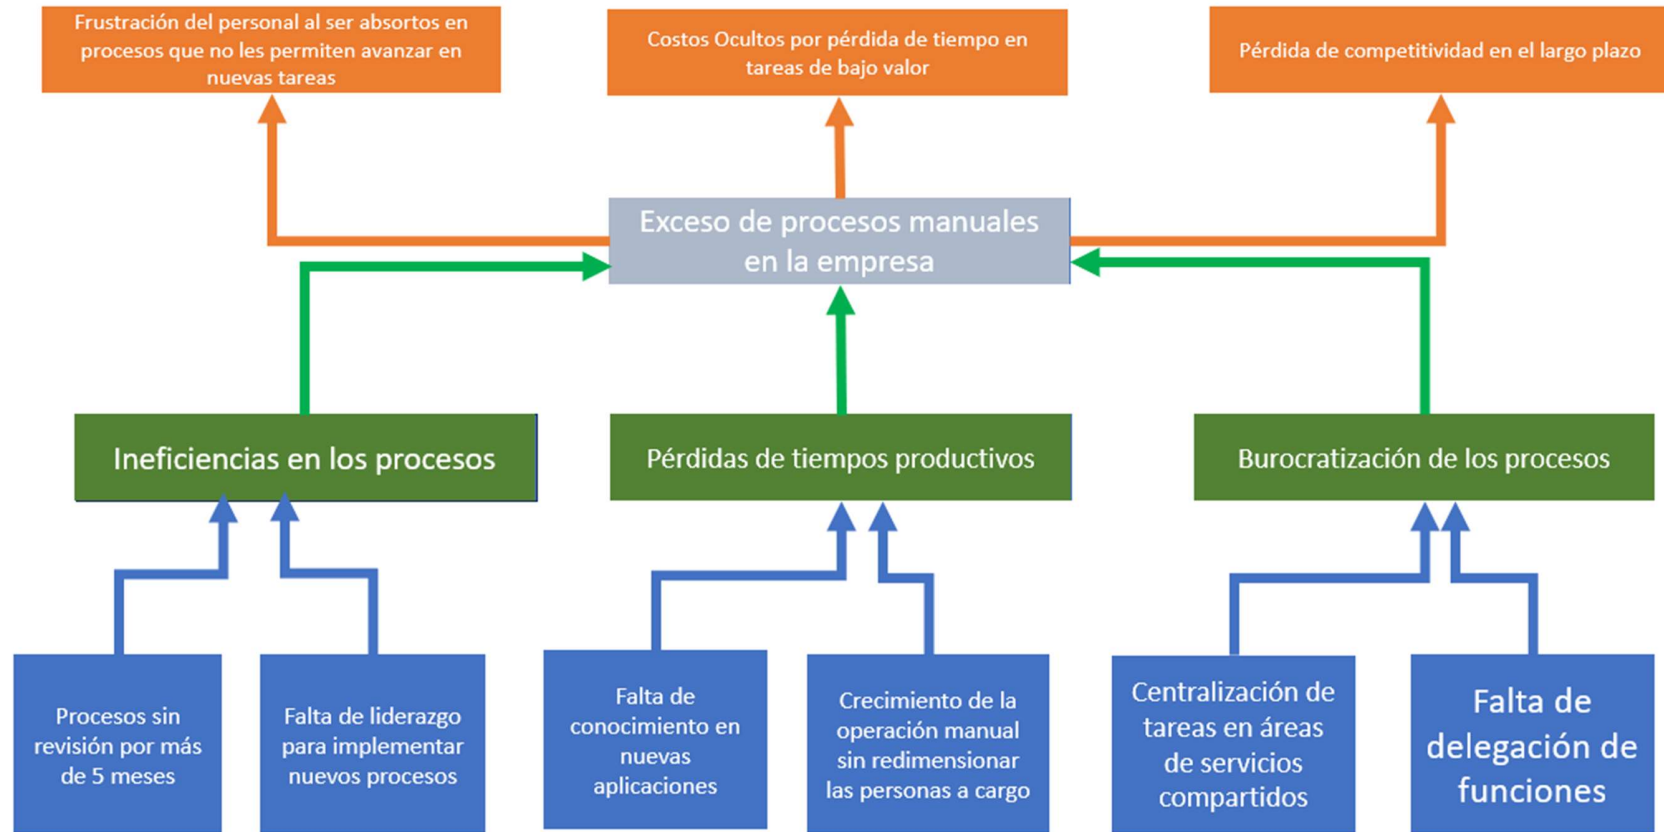 Frustración del personal al ser absortos en
procesos que no les permiten avanzar en
nuevas tareas
Costos Ocultos por pérdida de tiempo en
tareas de bajo valor
Pérdida de competitividad en el largo plazo
Exceso de procesos manuales
en la empresa
Ineficiencias en los procesos
Pérdidas de tiempos productivos
Burocratización de los procesos
Procesos sin
revisión por más
de 5 meses
Falta de liderazgo
para implementar
nuevos procesos
Falta de
conocimiento en
nuevas
aplicaciones
Crecimiento de la
operación manual
sin redimensionar
las personas a cargo
Centralización de
tareas en áreas
de servicios
compartidos
Falta de
delegación de
funciones